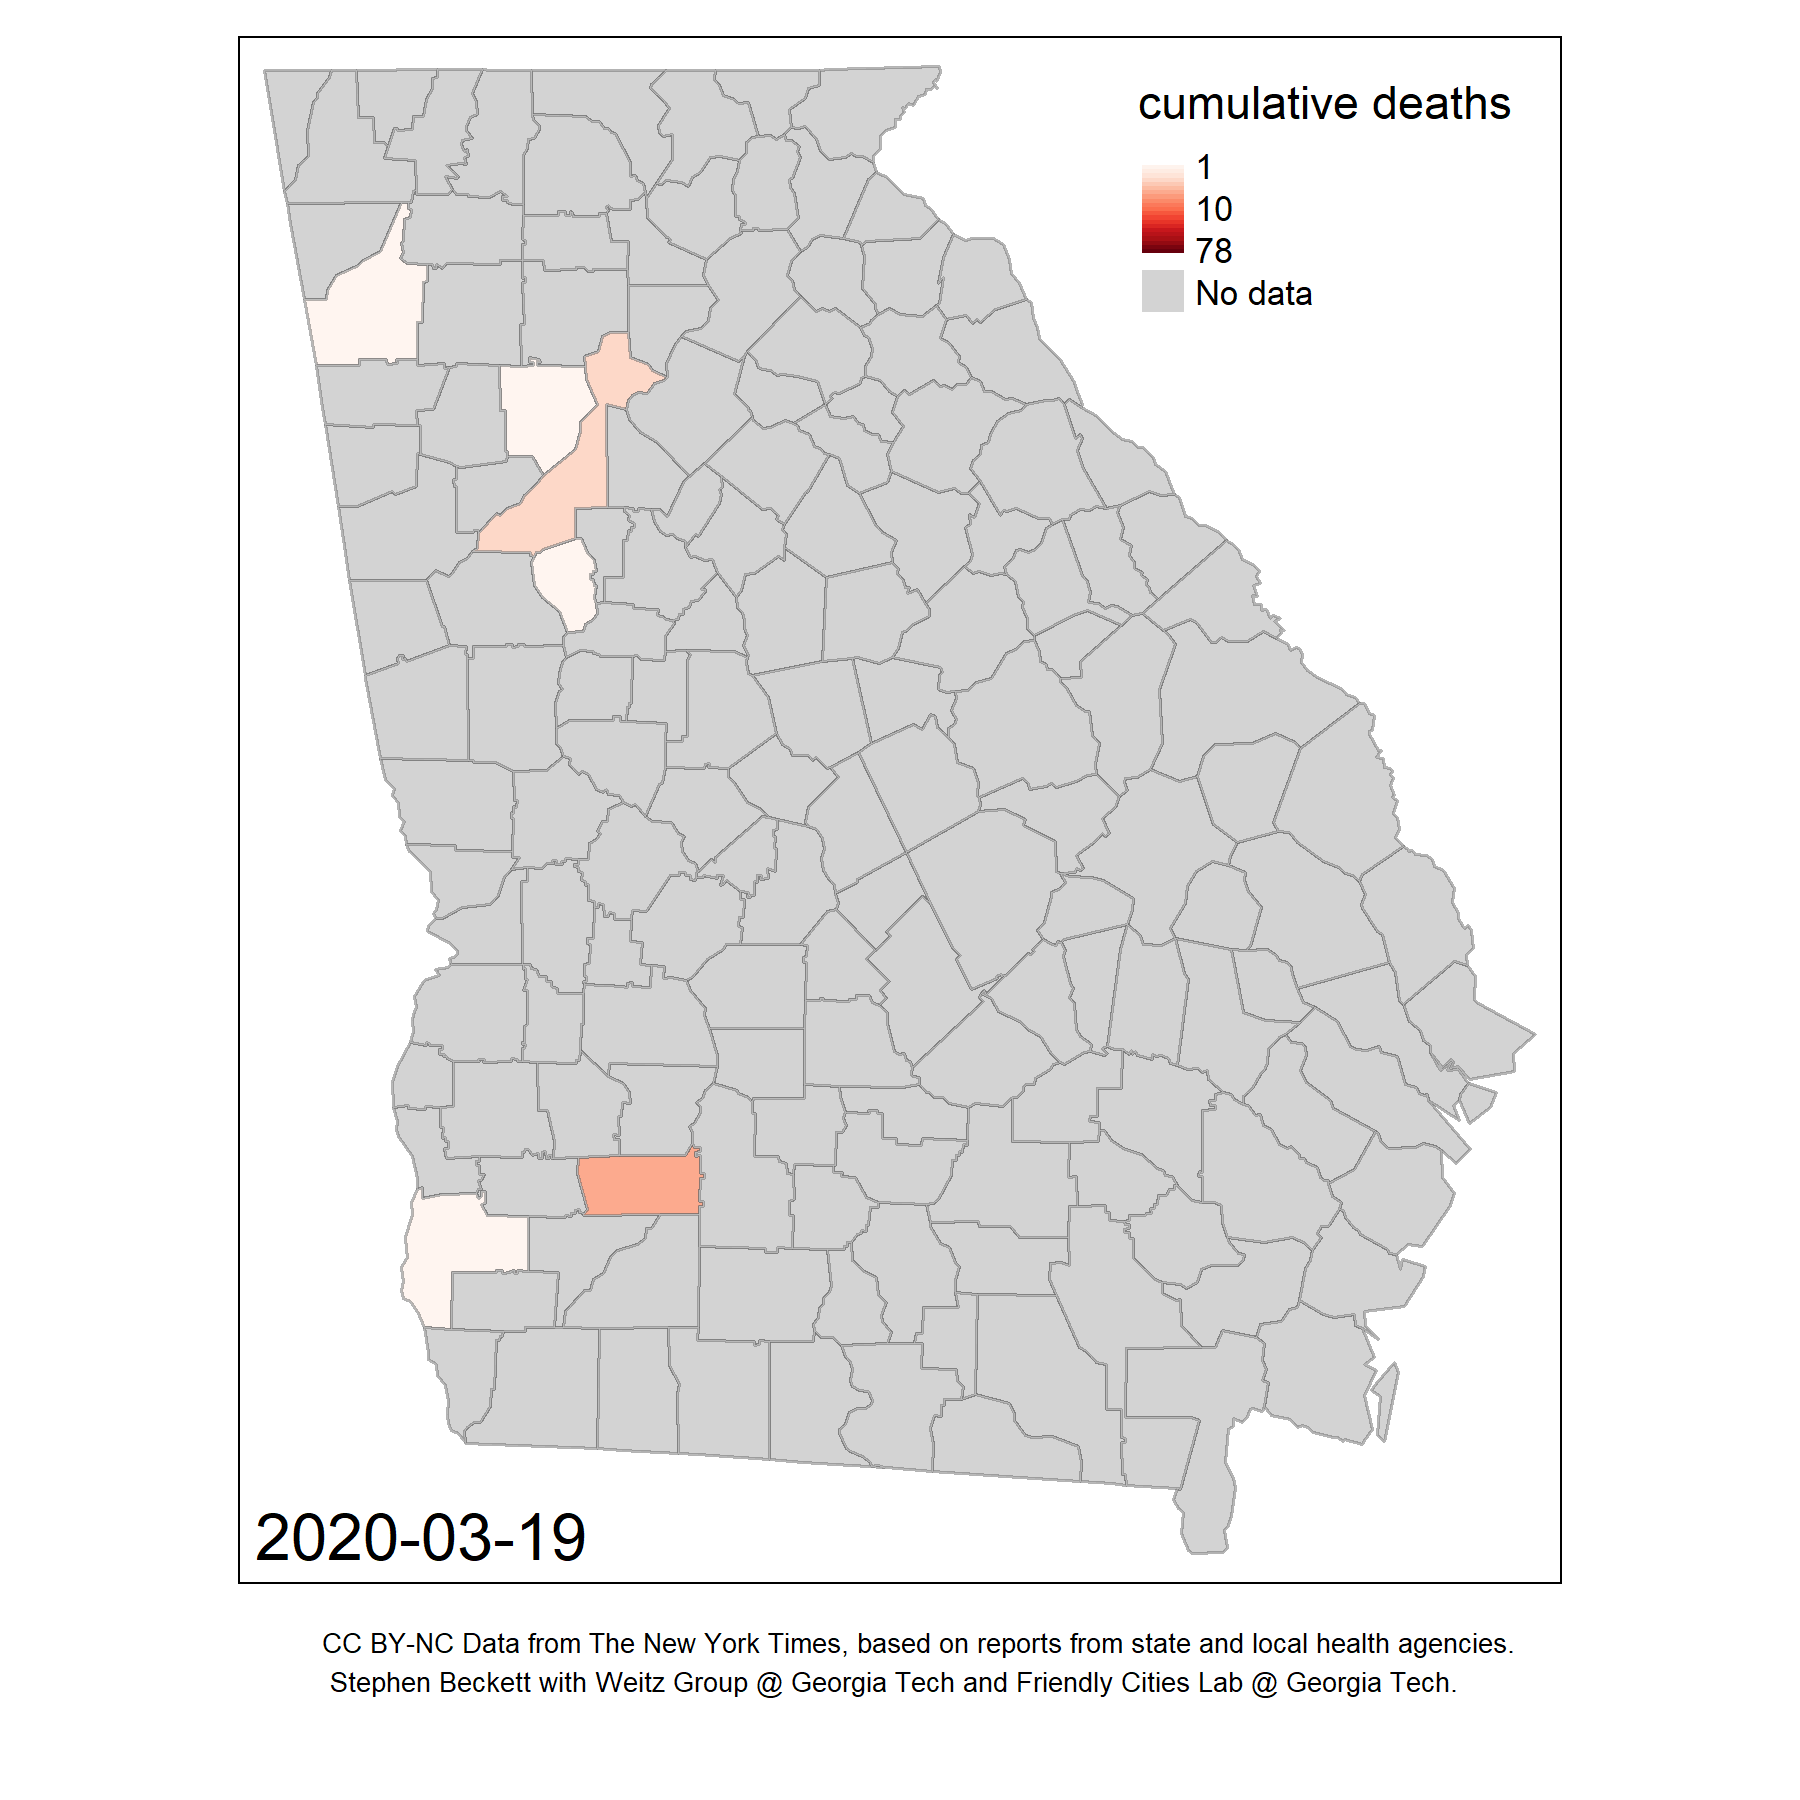 cumulative deaths
1
10
78
No data
2020-03-19
CC BY-NC Data from The New York Times, based on reports from state and local health agencies.
Stephen Beckett with Weitz Group @ Georgia Tech and Friendly Cities Lab @ Georgia Tech.